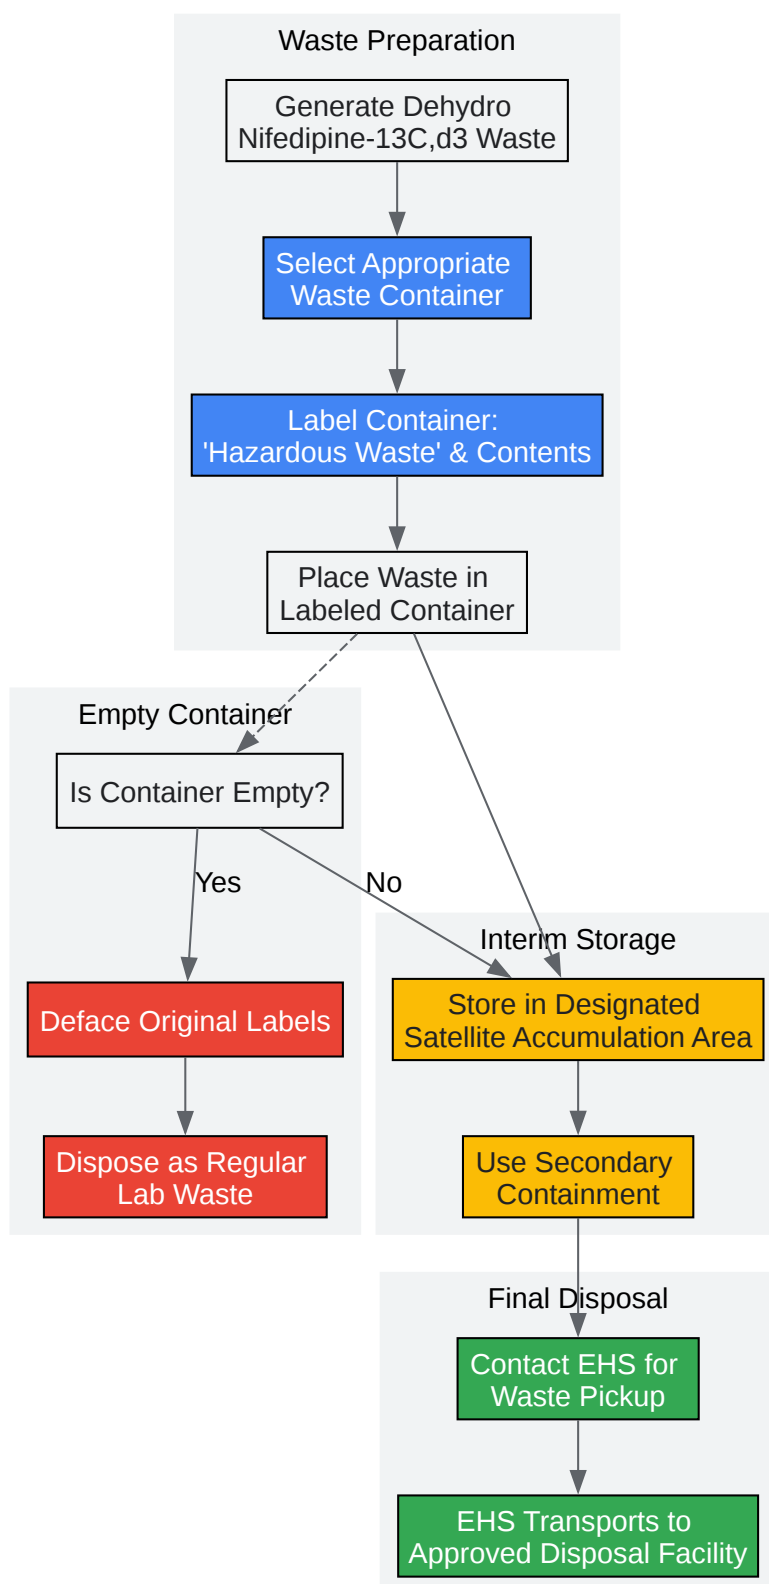 Waste Preparation
Generate Dehydro
Nifedipine-13C,d3 Waste
Select Appropriate
Waste Container
Label Container:
'Hazardous Waste' & Contents
Place Waste in
Labeled Container
Empty Container
Is Container Empty?
Yes
No
Deface Original Labels
Dispose as Regular
Lab Waste
Interim Storage
Store in Designated
Satellite Accumulation Area
Use Secondary
Containment
Final Disposal
Contact EHS for
Waste Pickup
EHS Transports to
Approved Disposal Facility